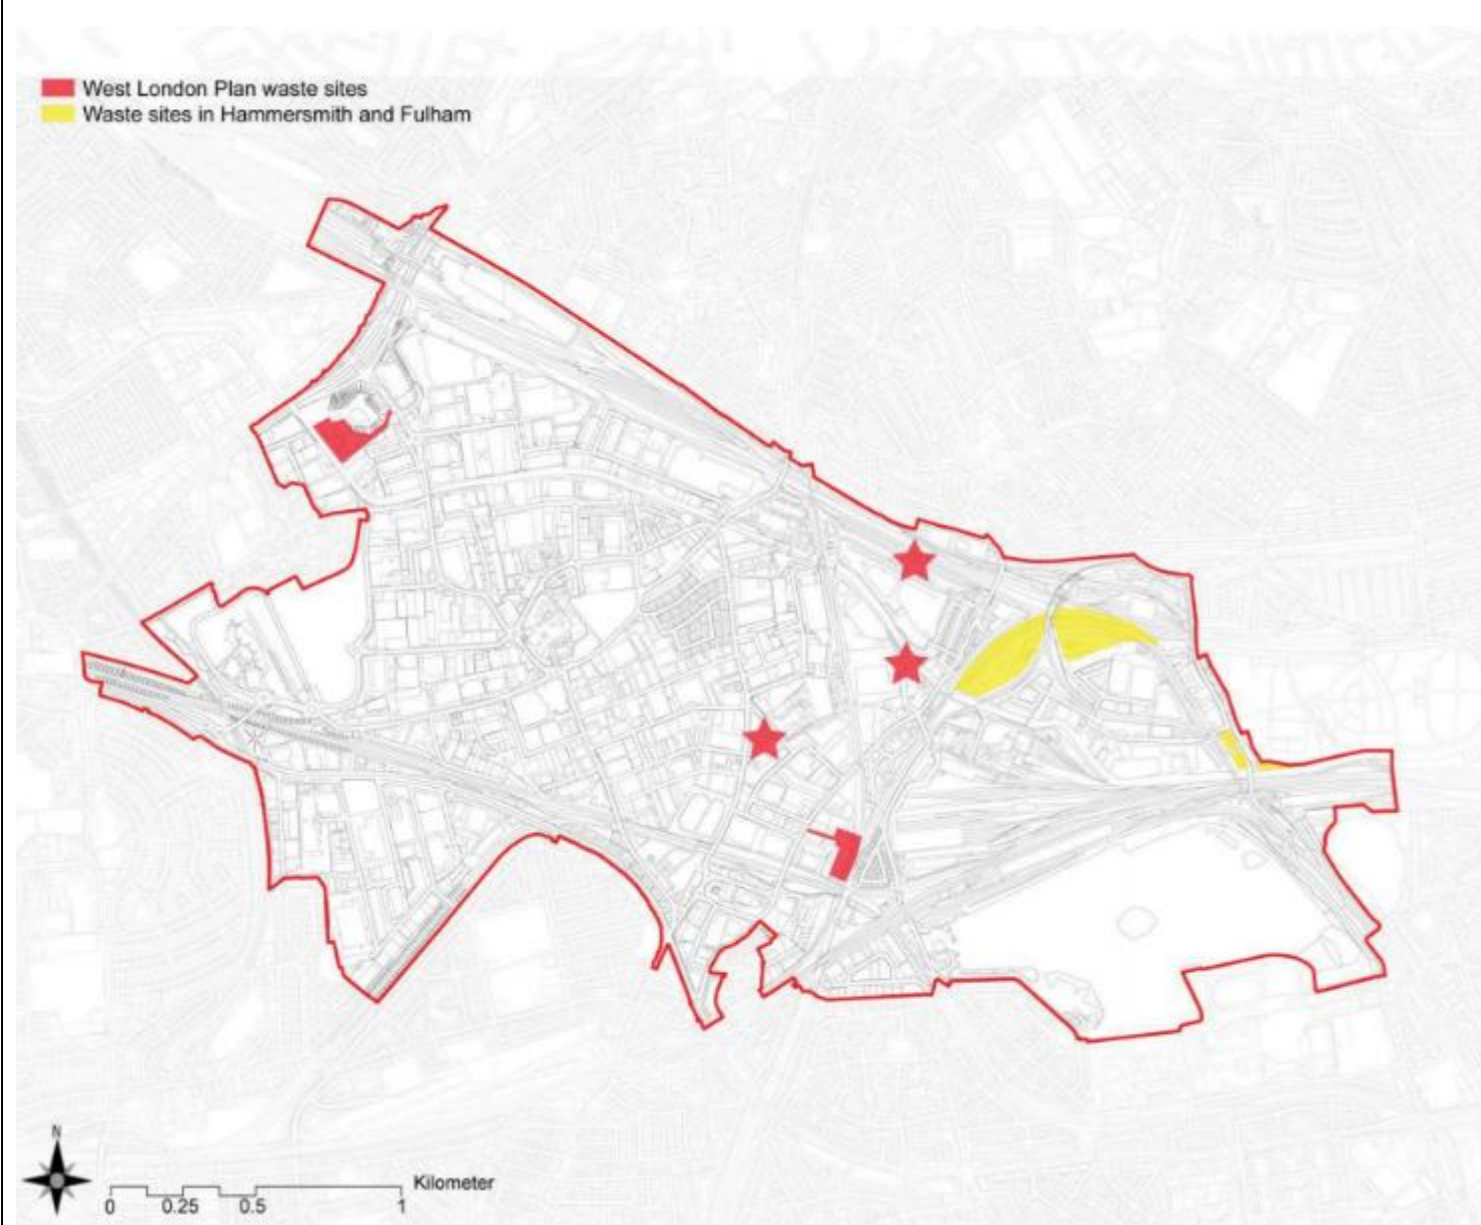 West London Plan waste sites
Waste sites in Hammersmith and Fulham
N
Kilometer
0 0.25 0.5 1